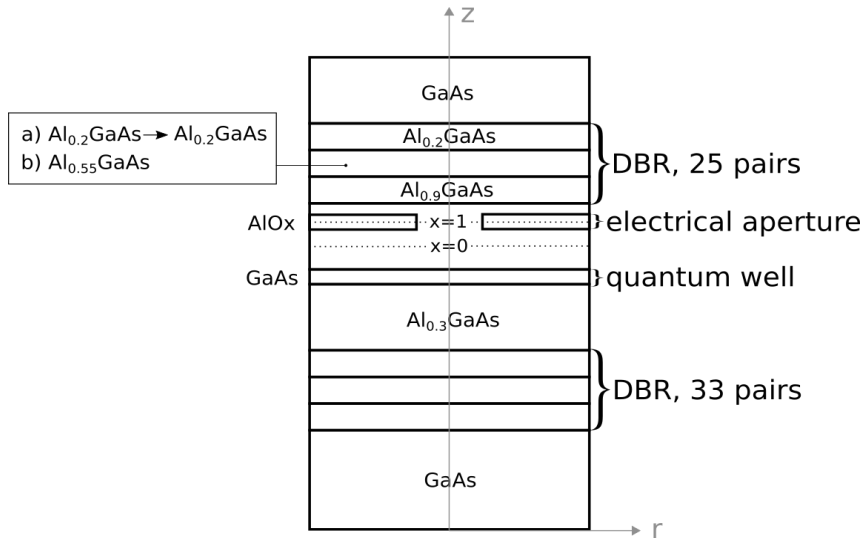 z
GaAs
a) Al0.2GaAs→ Al0.2GaAs
b) Al0.55GaAs
Al0.2GaAs
DBR, 25 pairs
Al0.9GaAs
AlOx
x=1
electrical aperture
x=0
GaAs
quantum well
Al0.3GaAs
DBR, 33 pairs
GaAs
r